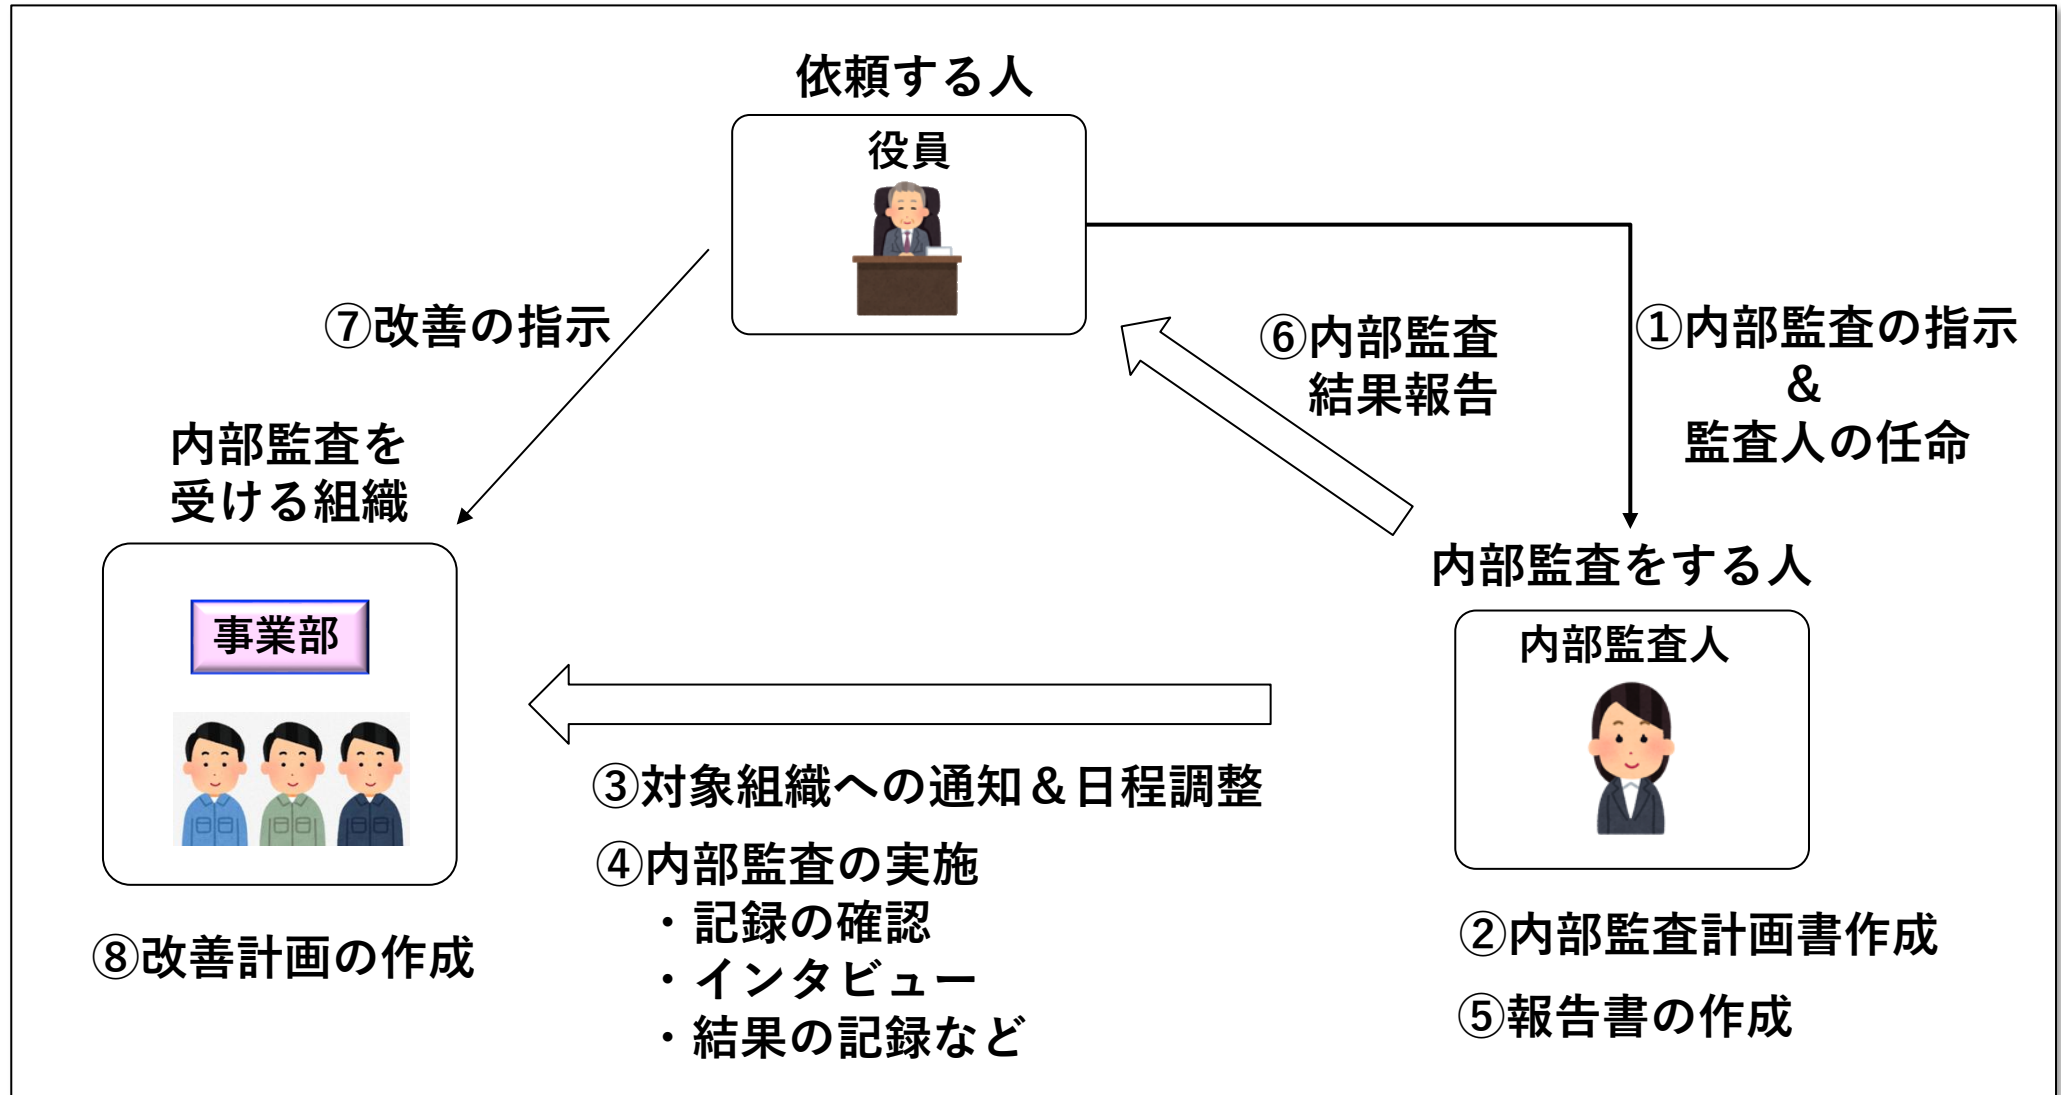 依頼する人
役員
⑦改善の指示
⑥内部監査
結果報告
①内部監査の指示
&
監査人の任命
内部監査を
受ける組織
事業部
内部監査をする人
内部監査人
③対象組織への通知&日程調整
④内部監査の実施
・記録の確認
・インタビュー
・結果の記録など
②内部監査計画書作成
⑤報告書の作成
⑧改善計画の作成